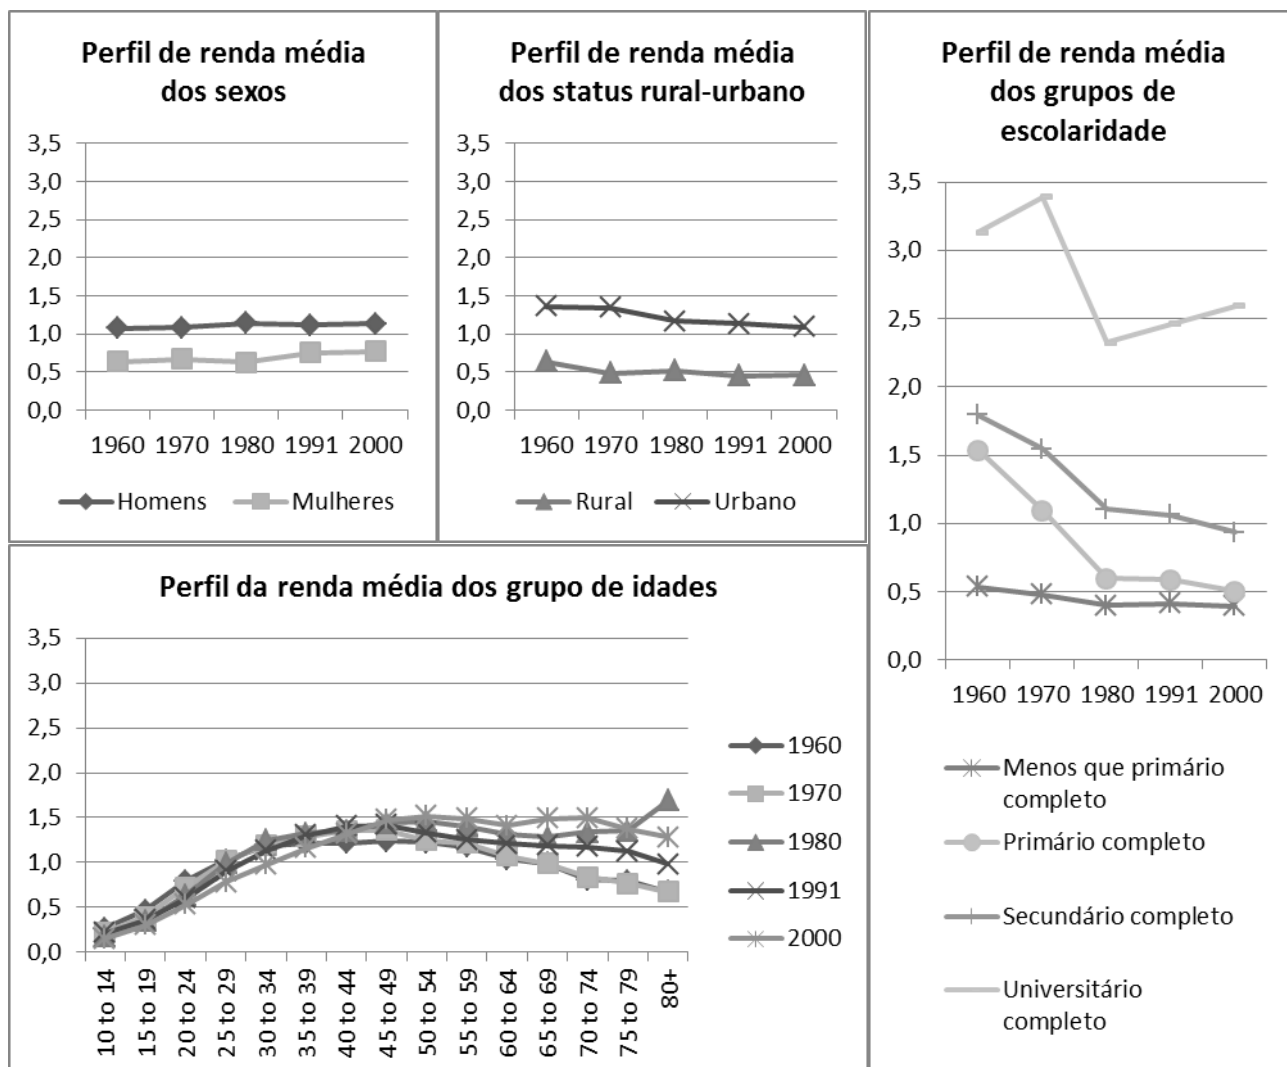 Perfil de renda média
dos sexos
3,5
3,0
2,5
2,0
1,5
1,0
0,5
0,0
1960 1970 1980 1991 2000
Homens Mulheres
Perfil de renda média
dos status rural-urbano
3,5
3,0
2,5
2,0
1,5
1,0
0,5
0,0
1960 1970 1980 1991 2000
Rural Urbano
Perfil de renda média
dos grupos de
escolaridade
3,5
3,0
2,5
2,0
1,5
1,0
0,5
0,0
1960 1970 1980 1991 2000
Menos que primário
completo
Primário completo
Secundário completo
Universitário
completo
Perfil da renda média dos grupo de idades
3,5
3,0
2,5
2,0
1,5
1,0
0,5
0,0
10 to 14
15 to 19
20 to 24
25 to 29
30 to 34
35 to 39
40 to 44
45 to 49
50 to 54
55 to 59
60 to 64
65 to 69
70 to 74
75 to 79
80+
1960
1970
1980
1991
2000